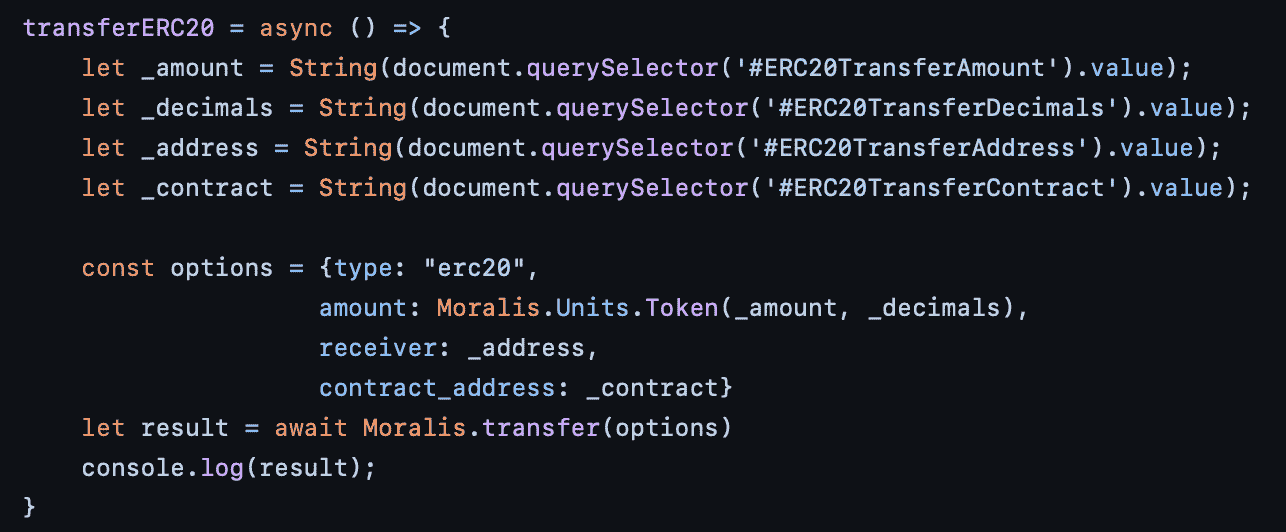 transferERC20 = async () => {
    let _amount = String(document.querySelector('#ERC20TransferAmount').value);
    let _decimals = String(document.querySelector('#ERC20TransferDecimals').value);
    let _address = String(document.querySelector('#ERC20TransferAddress').value);
    let _contract = String(document.querySelector('#ERC20TransferContract').value);

    const options = {type: "erc20",
                    amount: Moralis.Units.Token(_amount, _decimals),
                    receiver: _address,
                    contract_address: _contract}
    let result = await Moralis.transfer(options)
    console.log(result);
}